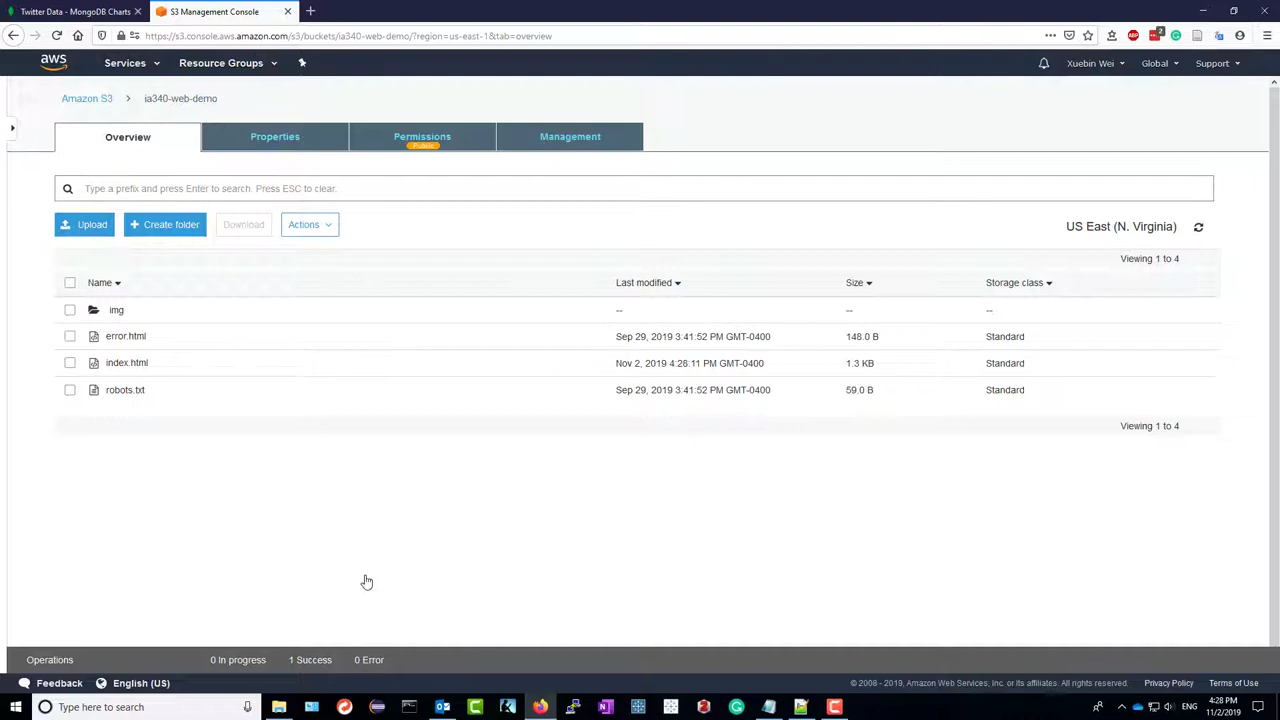 Twitter Data - MongoDB Charts
S3 Management Console
https://s3.console.aws.amazon.com/s3/buckets/ia340-web-demo/?region=us-east-1&tab=overview
2
aws
Services
Resource Groups
Xuebin Wei
Global
Support
Amazon S3
ia340-web-demo
Overview
Properties
Permissions
Public
Management
Type a prefix and press Enter to search. Press ESC to clear.
Upload
Create folder
Download
Actions
US East (N. Virginia)
Viewing 1 to 4
Name
Last modified
Size
Storage class
img
--
--
--
error.html
Sep 29, 2019 3:41:52 PM GMT-0400
148.0 B
Standard
index.html
Nov 2, 2019 4:28:11 PM GMT-0400
1.3 KB
Standard
robots.txt
Sep 29, 2019 3:41:52 PM GMT-0400
59.0 B
Standard
Viewing 1 to 4
Operations
0 In progress
1 Success
0 Error
Feedback
English (US)
© 2008 - 2019, Amazon Web Services, Inc. or its affiliates. All rights reserved.
Privacy Policy
Terms of Use
Type here to search
ENG
4:28 PM
11/2/2019